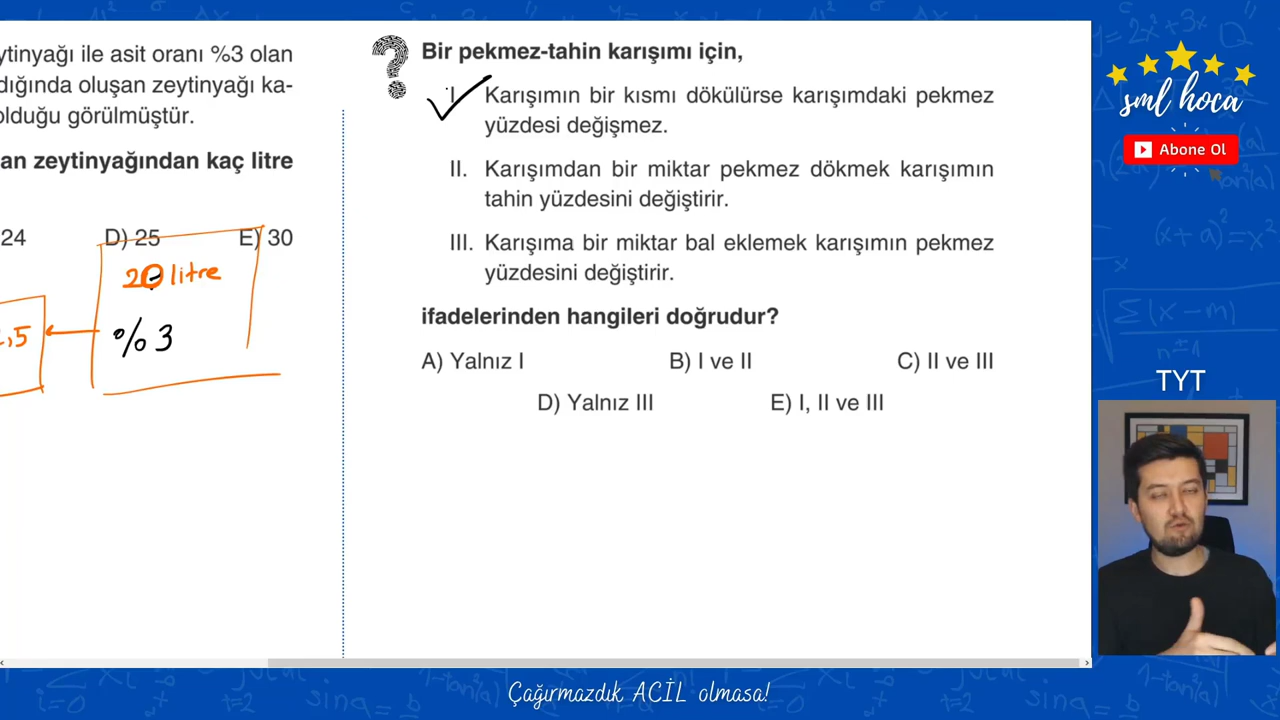 ytinyağı ile asit oranı %3 olan
dığında oluşan zeytinyağı ka-
olduğu görülmüştür.
an zeytinyağından kaç litre
24 D) 25 E) 30
20 litre
%3
,5
Bir pekmez-tahin karışımı için,
I. Karışımın bir kısmı dökülürse karışımdaki pekmez
yüzdesi değişmez.
II. Karışımdan bir miktar pekmez dökmek karışımın
tahin yüzdesini değiştirir.
III. Karışıma bir miktar bal eklemek karışımın pekmez
yüzdesini değiştirir.
ifadelerinden hangileri doğrudur?
A) Yalnız I B) I ve II C) II ve III
D) Yalnız III E) I, II ve III
sml hoca
Abone Ol
TYT
Çağırmazdık ACİL olmasa!